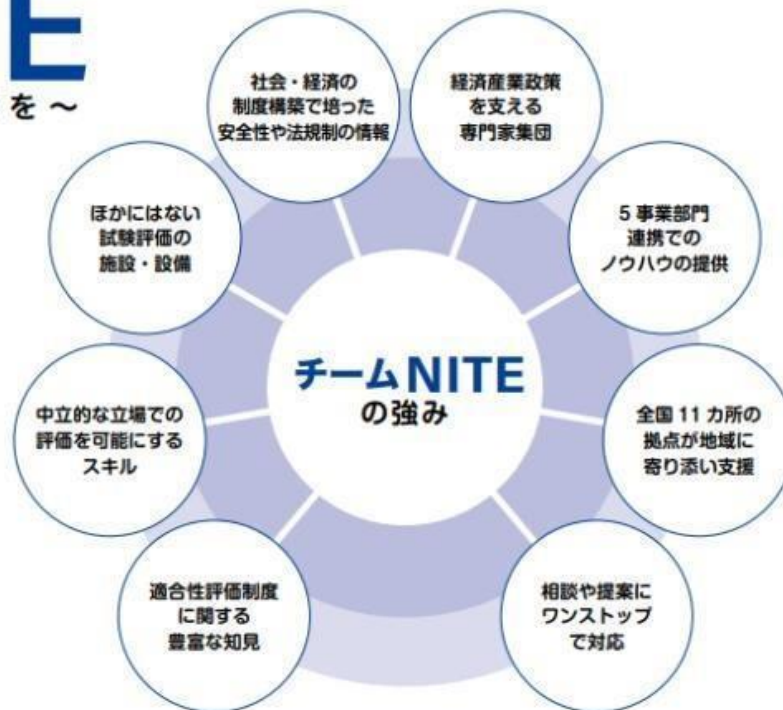 を ～
社会・経済の
制度構築で培った
安全性や法規制の情報
経済産業政策
を支える
専門家集団
ほかにはない
試験評価の
施設・設備
5 事業部門
連携での
ノウハウの提供
チーム NITE
の強み
中立的な立場での
評価を可能にする
スキル
全国 11 カ所の
拠点が地域に
寄り添い支援
適合性評価制度
に関する
豊富な知見
相談や提案に
ワンストップ
で対応